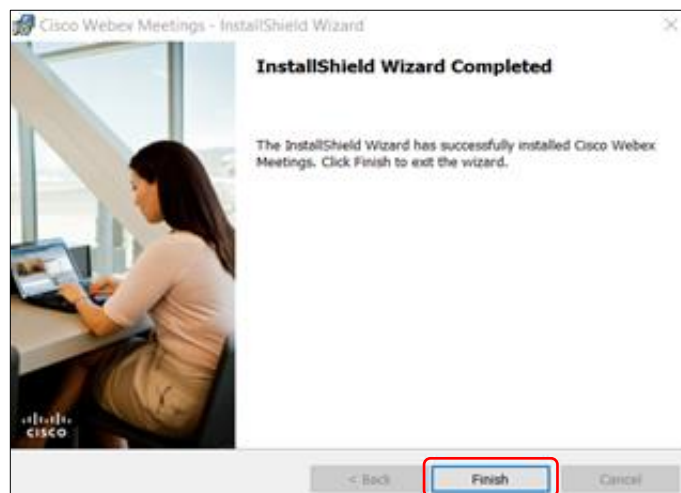 Cisco Webex Meetings - InstallShield Wizard
InstallShield Wizard Completed
The InstallShield Wizard has successfully installed Cisco Webex
Meetings. Click Finish to exit the wizard.
CISCO
< Back
Finish
Cancel